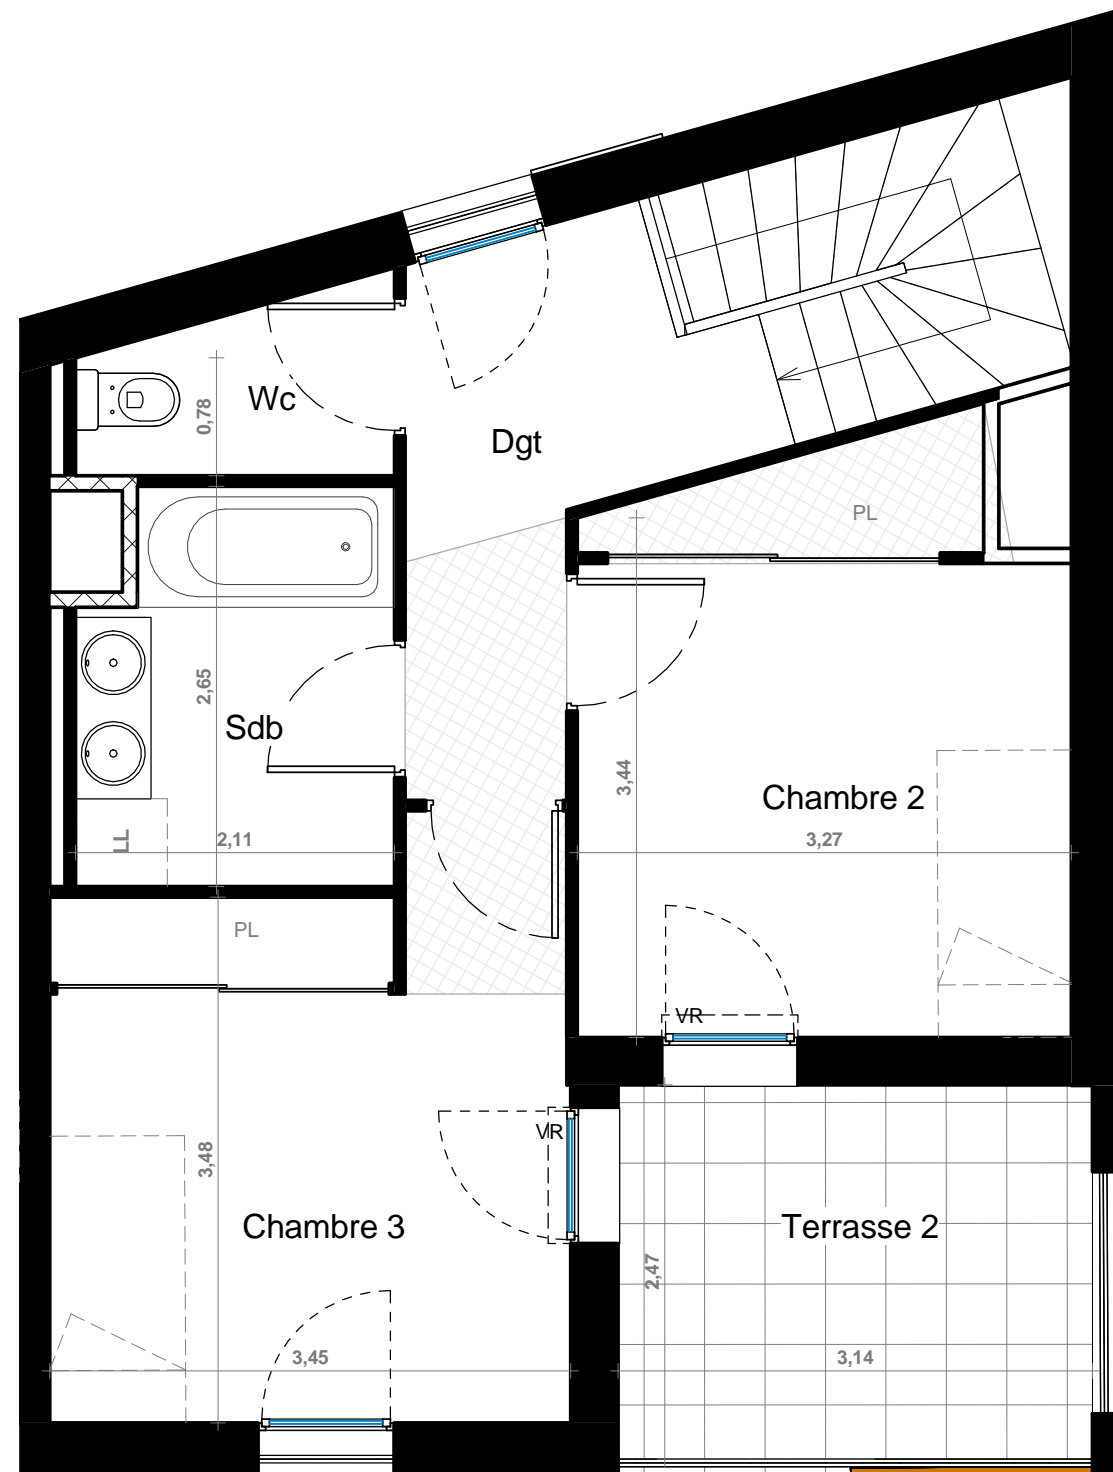 Wc
0,78
Dgt
PL
2,65
Sdb
3,44
Chambre 2
LL
2,11
3,27
PL
VR
VR
3,48
Chambre 3
Terrasse 2
2,47
3,45
3,14